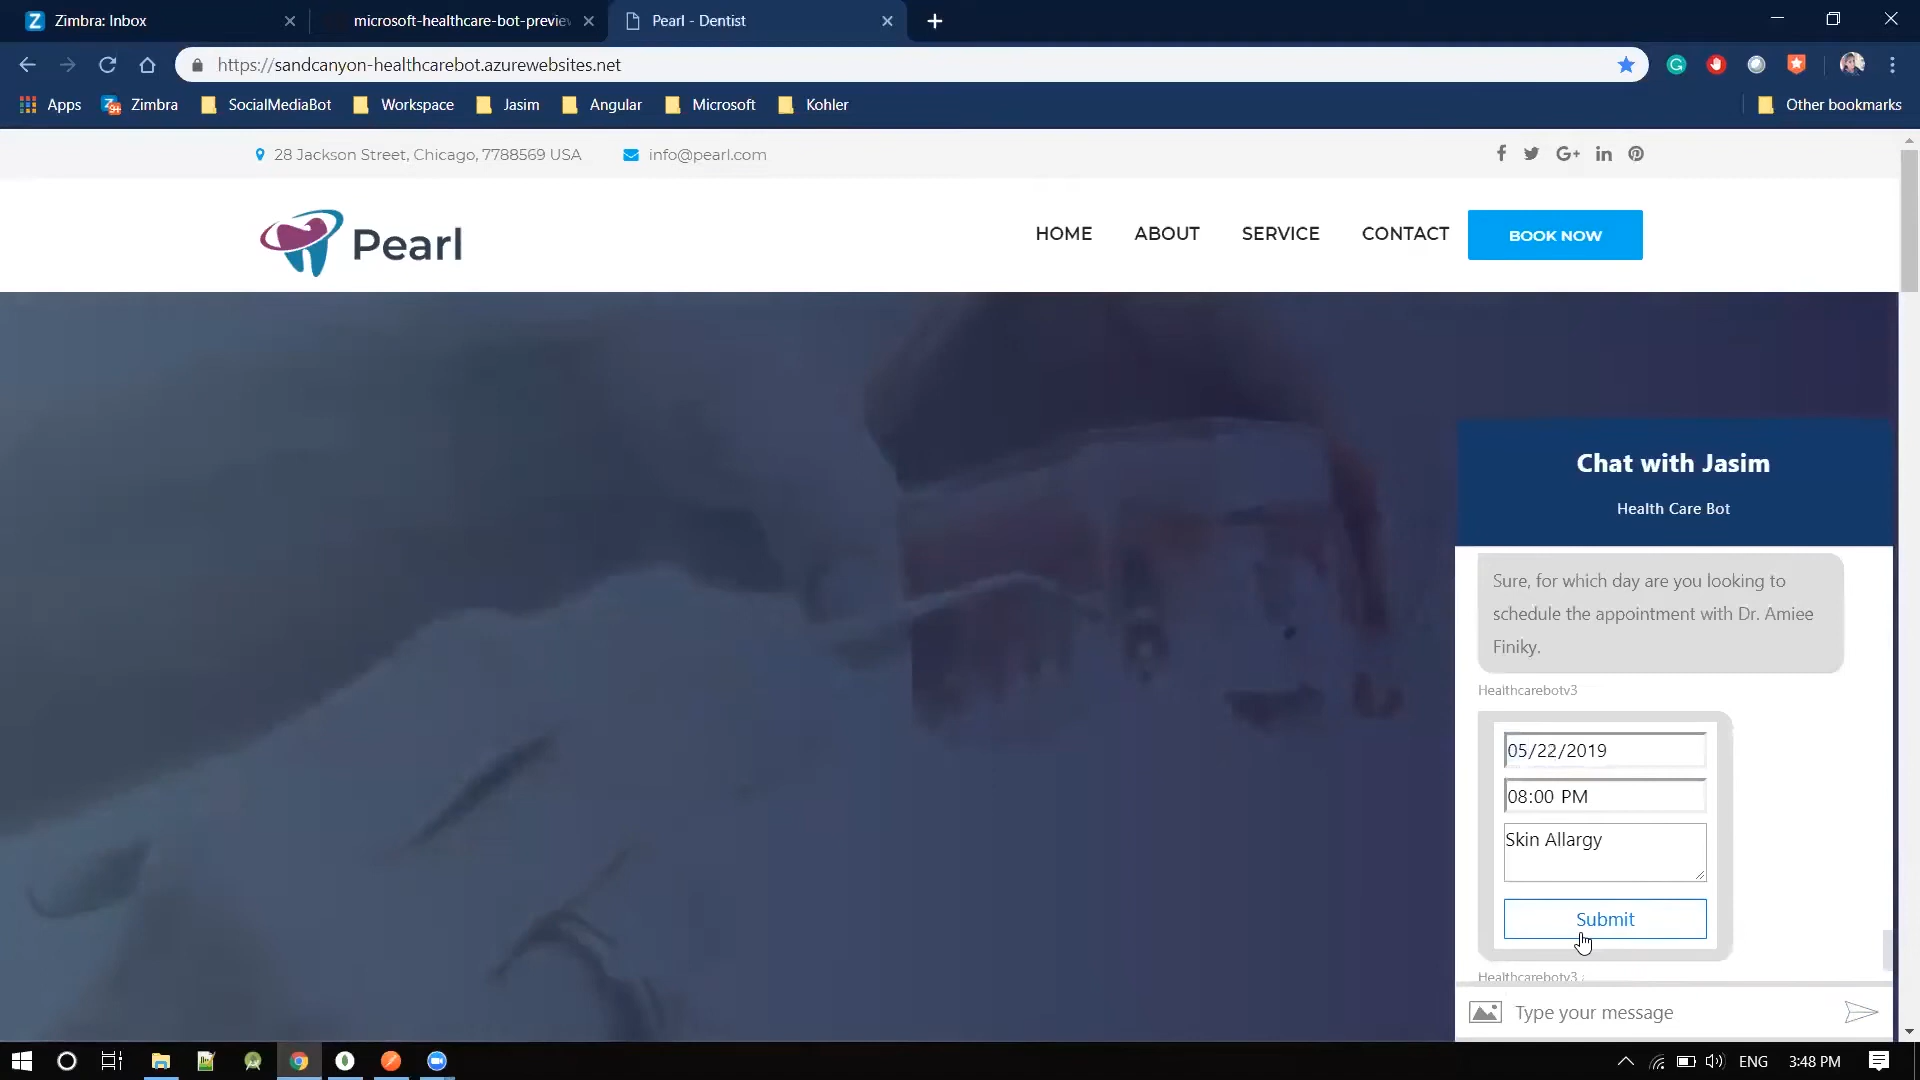 Zimbra: Inbox
microsoft-healthcare-bot-preview
Pearl - Dentist
https://sandcanyon-healthcarebot.azurewebsites.net
Apps
Zimbra
SocialMediaBot
Workspace
Jasim
Angular
Microsoft
Kohler
Other bookmarks
28 Jackson Street, Chicago, 7788569 USA
info@pearl.com
Pearl
HOME
ABOUT
SERVICE
CONTACT
BOOK NOW
Chat with Jasim
Health Care Bot
Sure, for which day are you looking to
schedule the appointment with Dr. Amiee
Finiky.
Healthcarebotv3
05/22/2019
08:00 PM
Skin Allargy
Submit
Healthcarebotv3
Type your message
ENG
3:48 PM